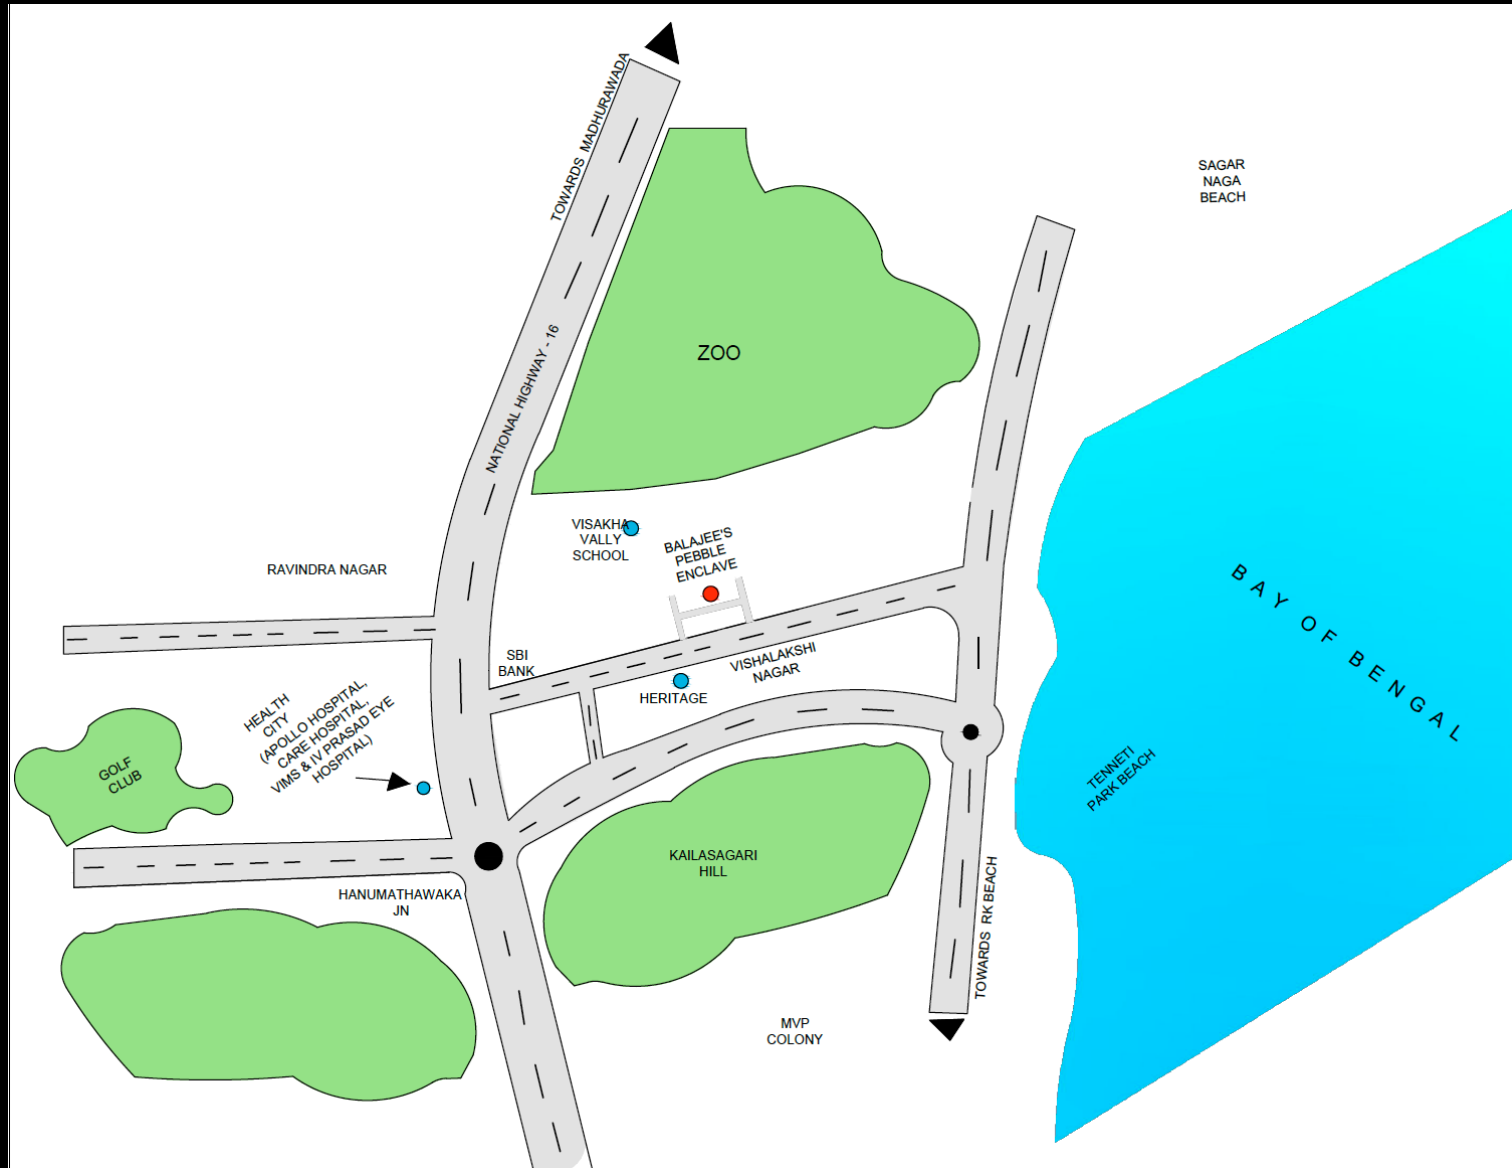 TOWARDS MADHURAWADA
SAGAR
NAGA
BEACH
ZOO
NATIONAL HIGHWAY - 16
VISAKHA
VALLY
SCHOOL
BALAJEE'S
PEBBLE
ENCLAVE
RAVINDRA NAGAR
BAY OF BENGAL
SBI
BANK
VISHALAKSHI
NAGAR
HERITAGE
HEALTH
CITY
(APOLLO HOSPITAL,
CARE HOSPITAL,
VIMS & IV PRASAD EYE
HOSPITAL)
GOLF
CLUB
TENNETI
PARK BEACH
KAILASAGARI
HILL
HANUMATHAWAKA
JN
TOWARDS RK BEACH
MVP
COLONY